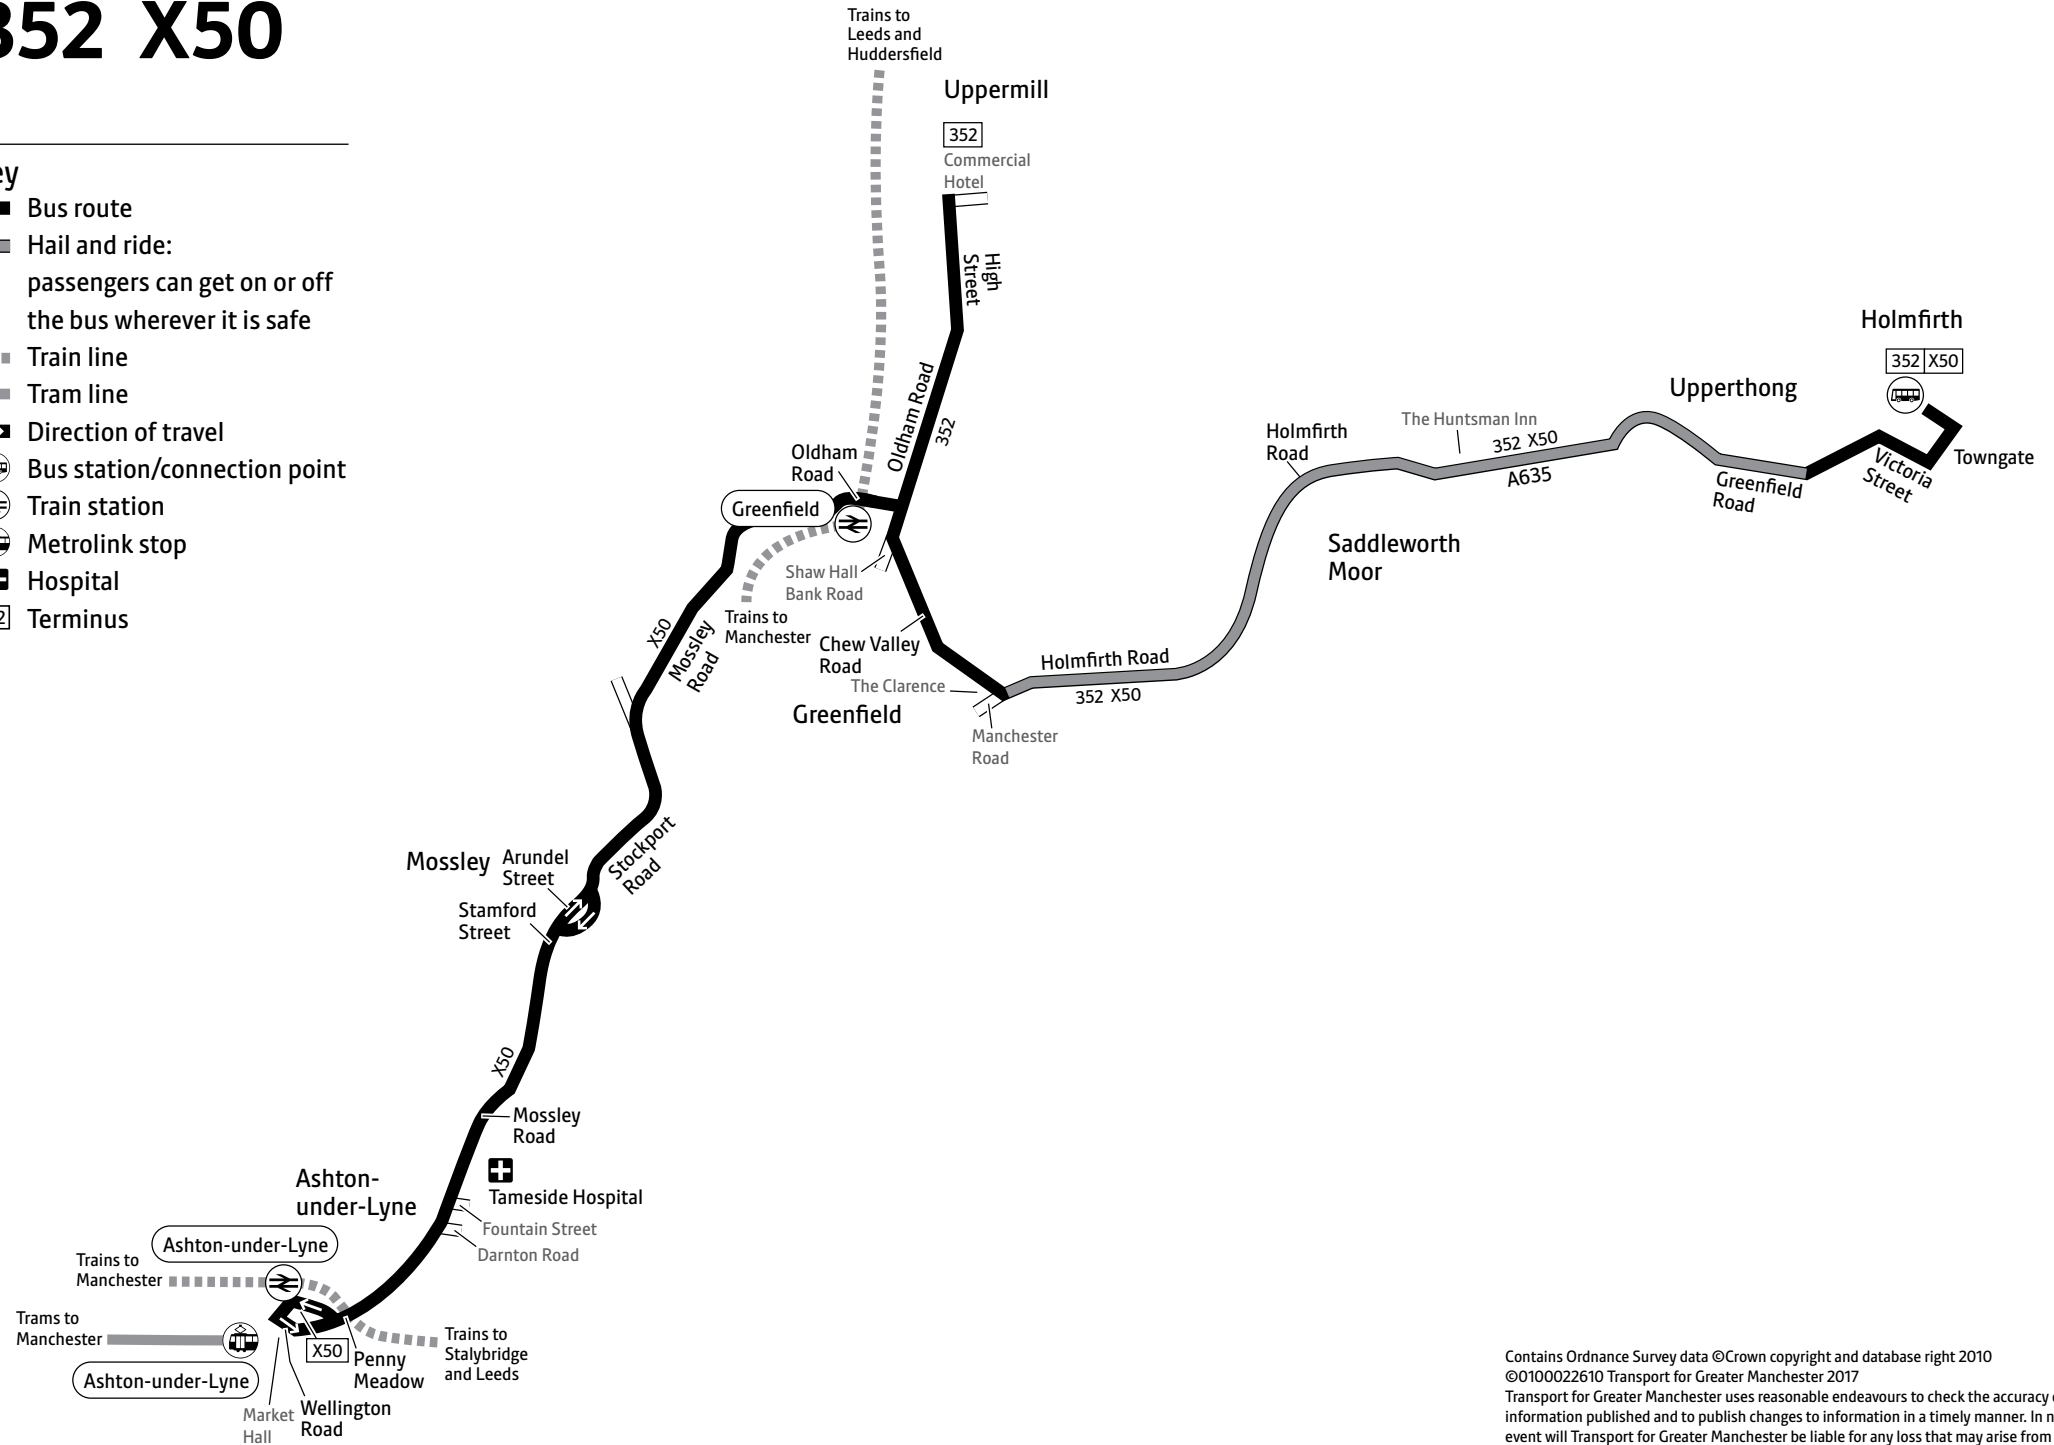 352 X50
Key
Bus route
Hail and ride:
passengers can get on or off
the bus wherever it is safe
Train line
Tram line
Direction of travel
Bus station/connection point
Train station
Metrolink stop
Hospital
Terminus
Trains to
Leeds and
Huddersfield
Uppermill
352
Commercial
Hotel
High
Street
Oldham Road
352
Oldham
Road
Greenfield
Shaw Hall
Bank Road
Trains to
Manchester
Chew Valley
Road
The Clarence
Greenfield
Manchester
Road
Holmfirth Road
352 X50
Holmfirth
Road
Saddleworth
Moor
The Huntsman Inn
352 X50
A635
Upperthong
Greenfield
Road
Holmfirth
352 X50
Victoria
Street
Towngate
X50
Mossley
Road
Stockport
Road
Mossley
Arundel
Street
Stamford
Street
X50
Mossley
Road
Tameside Hospital
Fountain Street
Darnton Road
Ashton-
under-Lyne
Ashton-under-Lyne
Trains to
Manchester
Trams to
Manchester
Ashton-under-Lyne
X50
Penny
Meadow
Trains to
Stalybridge
and Leeds
Market
Hall
Wellington
Road
Contains Ordnance Survey data ©Crown copyright and database right 2010
©0100022610 Transport for Greater Manchester 2017
Transport for Greater Manchester uses reasonable endeavours to check the accuracy
information published and to publish changes to information in a timely manner. In
event will Transport for Greater Manchester be liable for any loss that may arise from